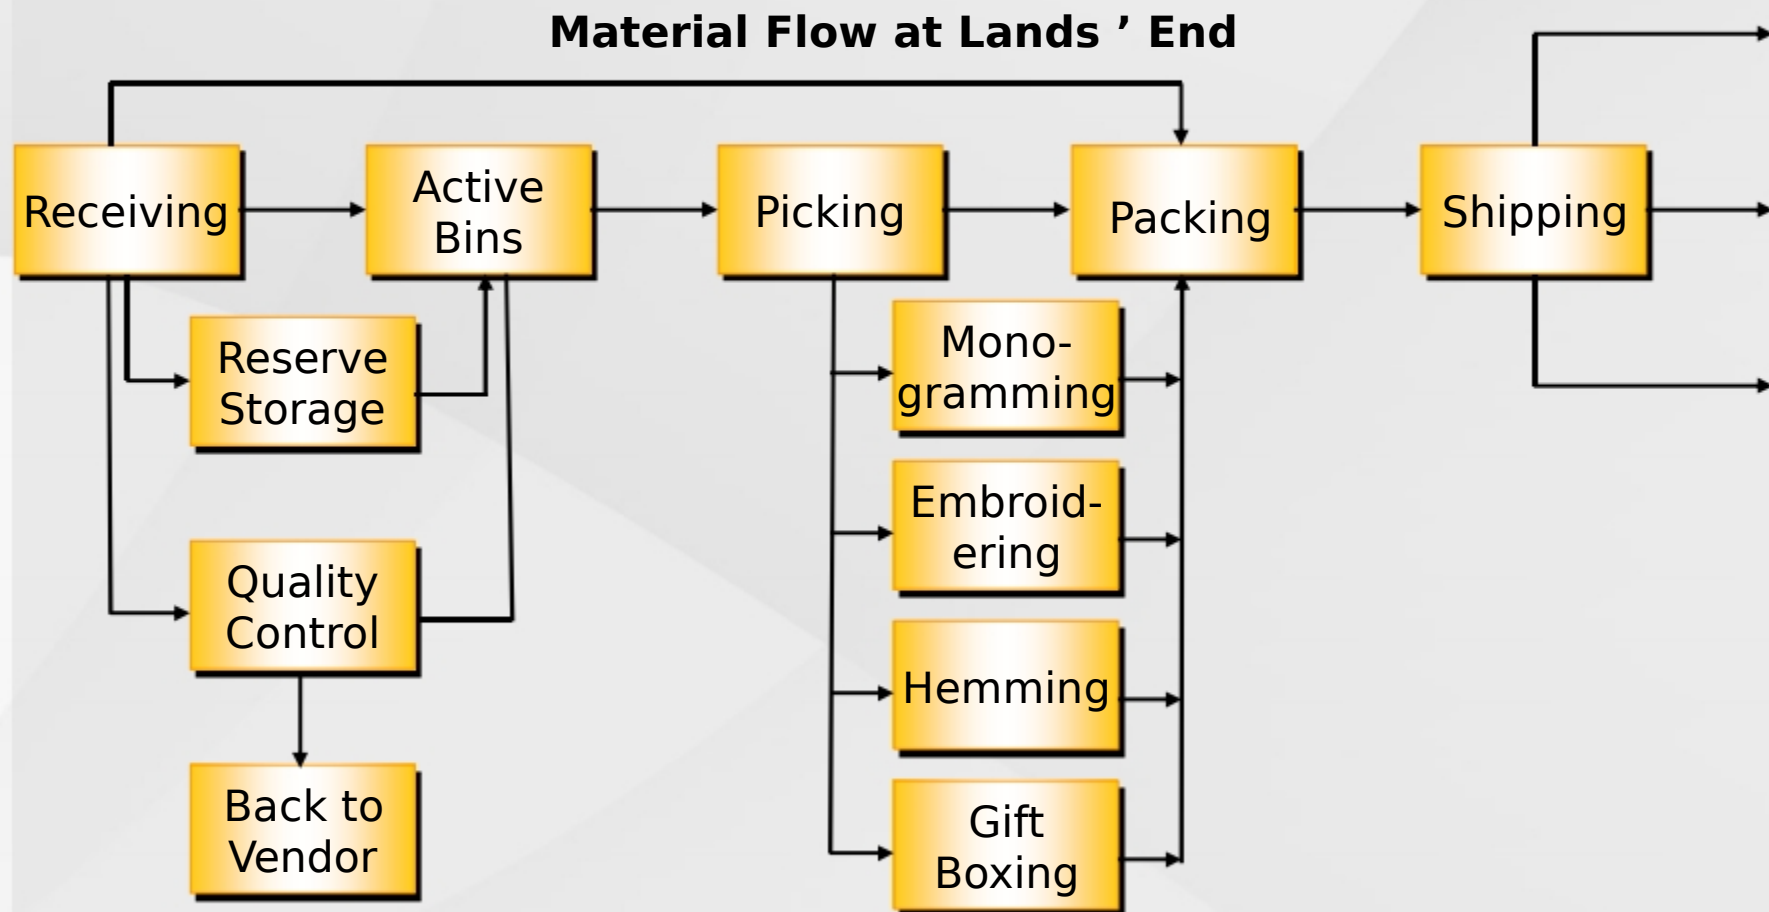 Material Flow at Lands ’ End
Receiving
Active
Bins
Picking
Packing
Shipping
Reserve
Storage
Mono-
gramming
Embroid-
ering
Quality
Control
Hemming
Back to
Vendor
Gift
Boxing